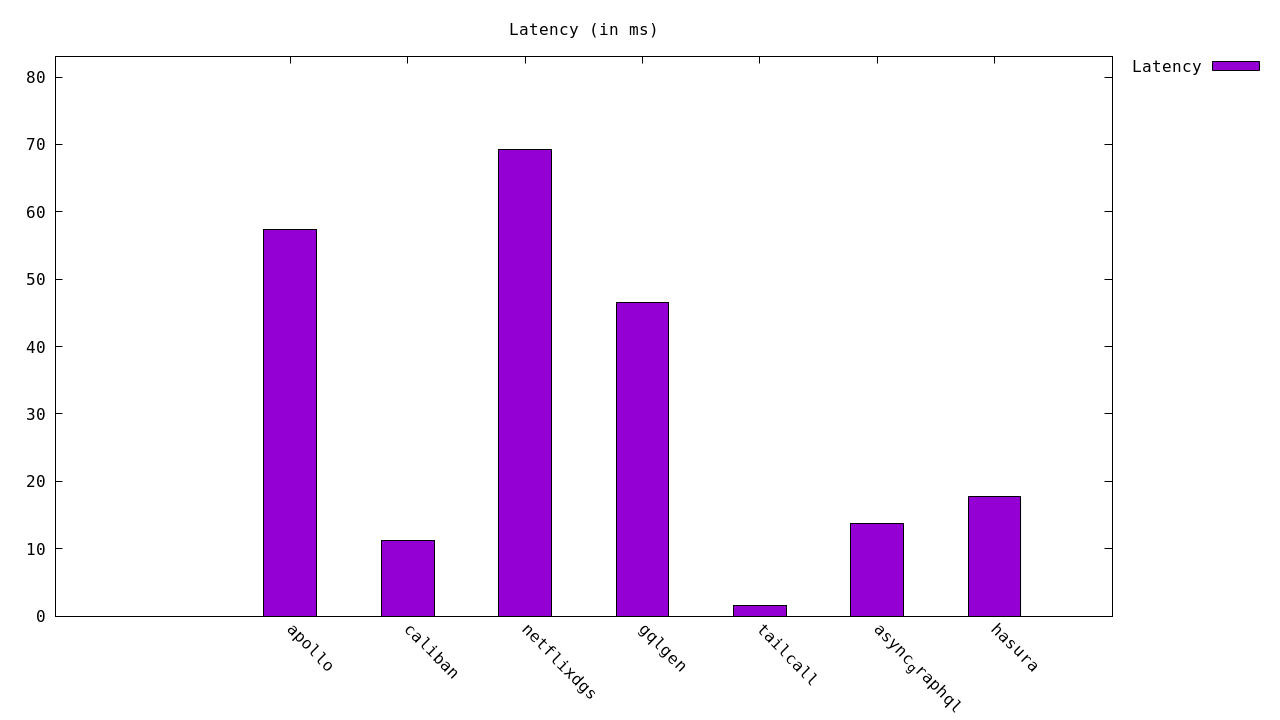 Latency (in ms)
Latency
80
70
60
50
40
30
20
10
0
apollo
caliban
netflixdgs
gqlgen
tailcall
asyncgraphql
hasura